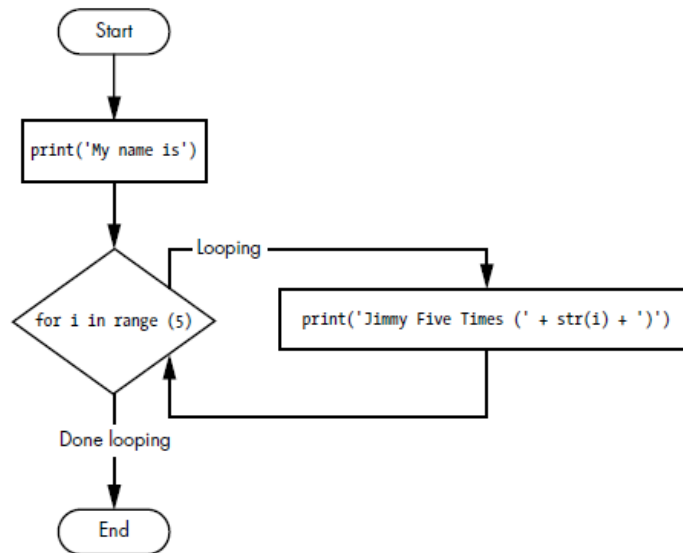 Start
print('My name is')
Looping
for i in range (5)
print('Jimmy Five Times (' + str(i) + ')')
Done looping
End